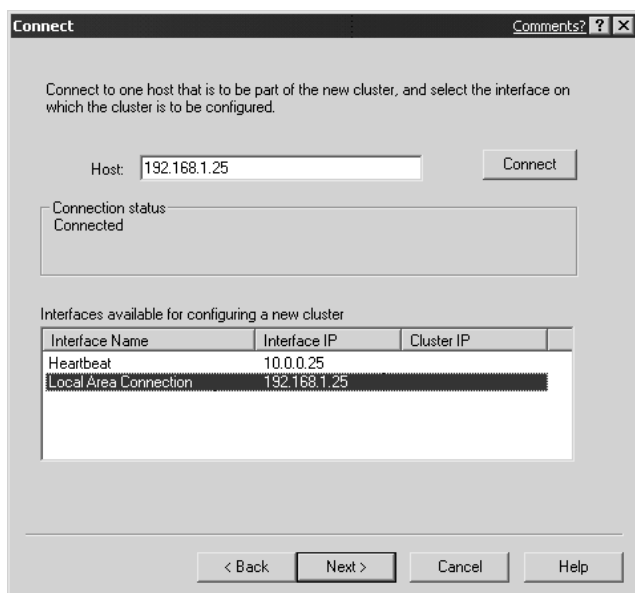 Connect Comments? ? X
Connect to one host that is to be part of the new cluster, and select the interface on
which the cluster is to be configured.
Host: 192.168.1.25 Connect
Connection status
Connected
Interfaces available for configuring a new cluster
Interface Name Interface IP Cluster IP
Heartbeat 10.0.0.25
Local Area Connection 192.168.1.25
< Back Next > Cancel Help